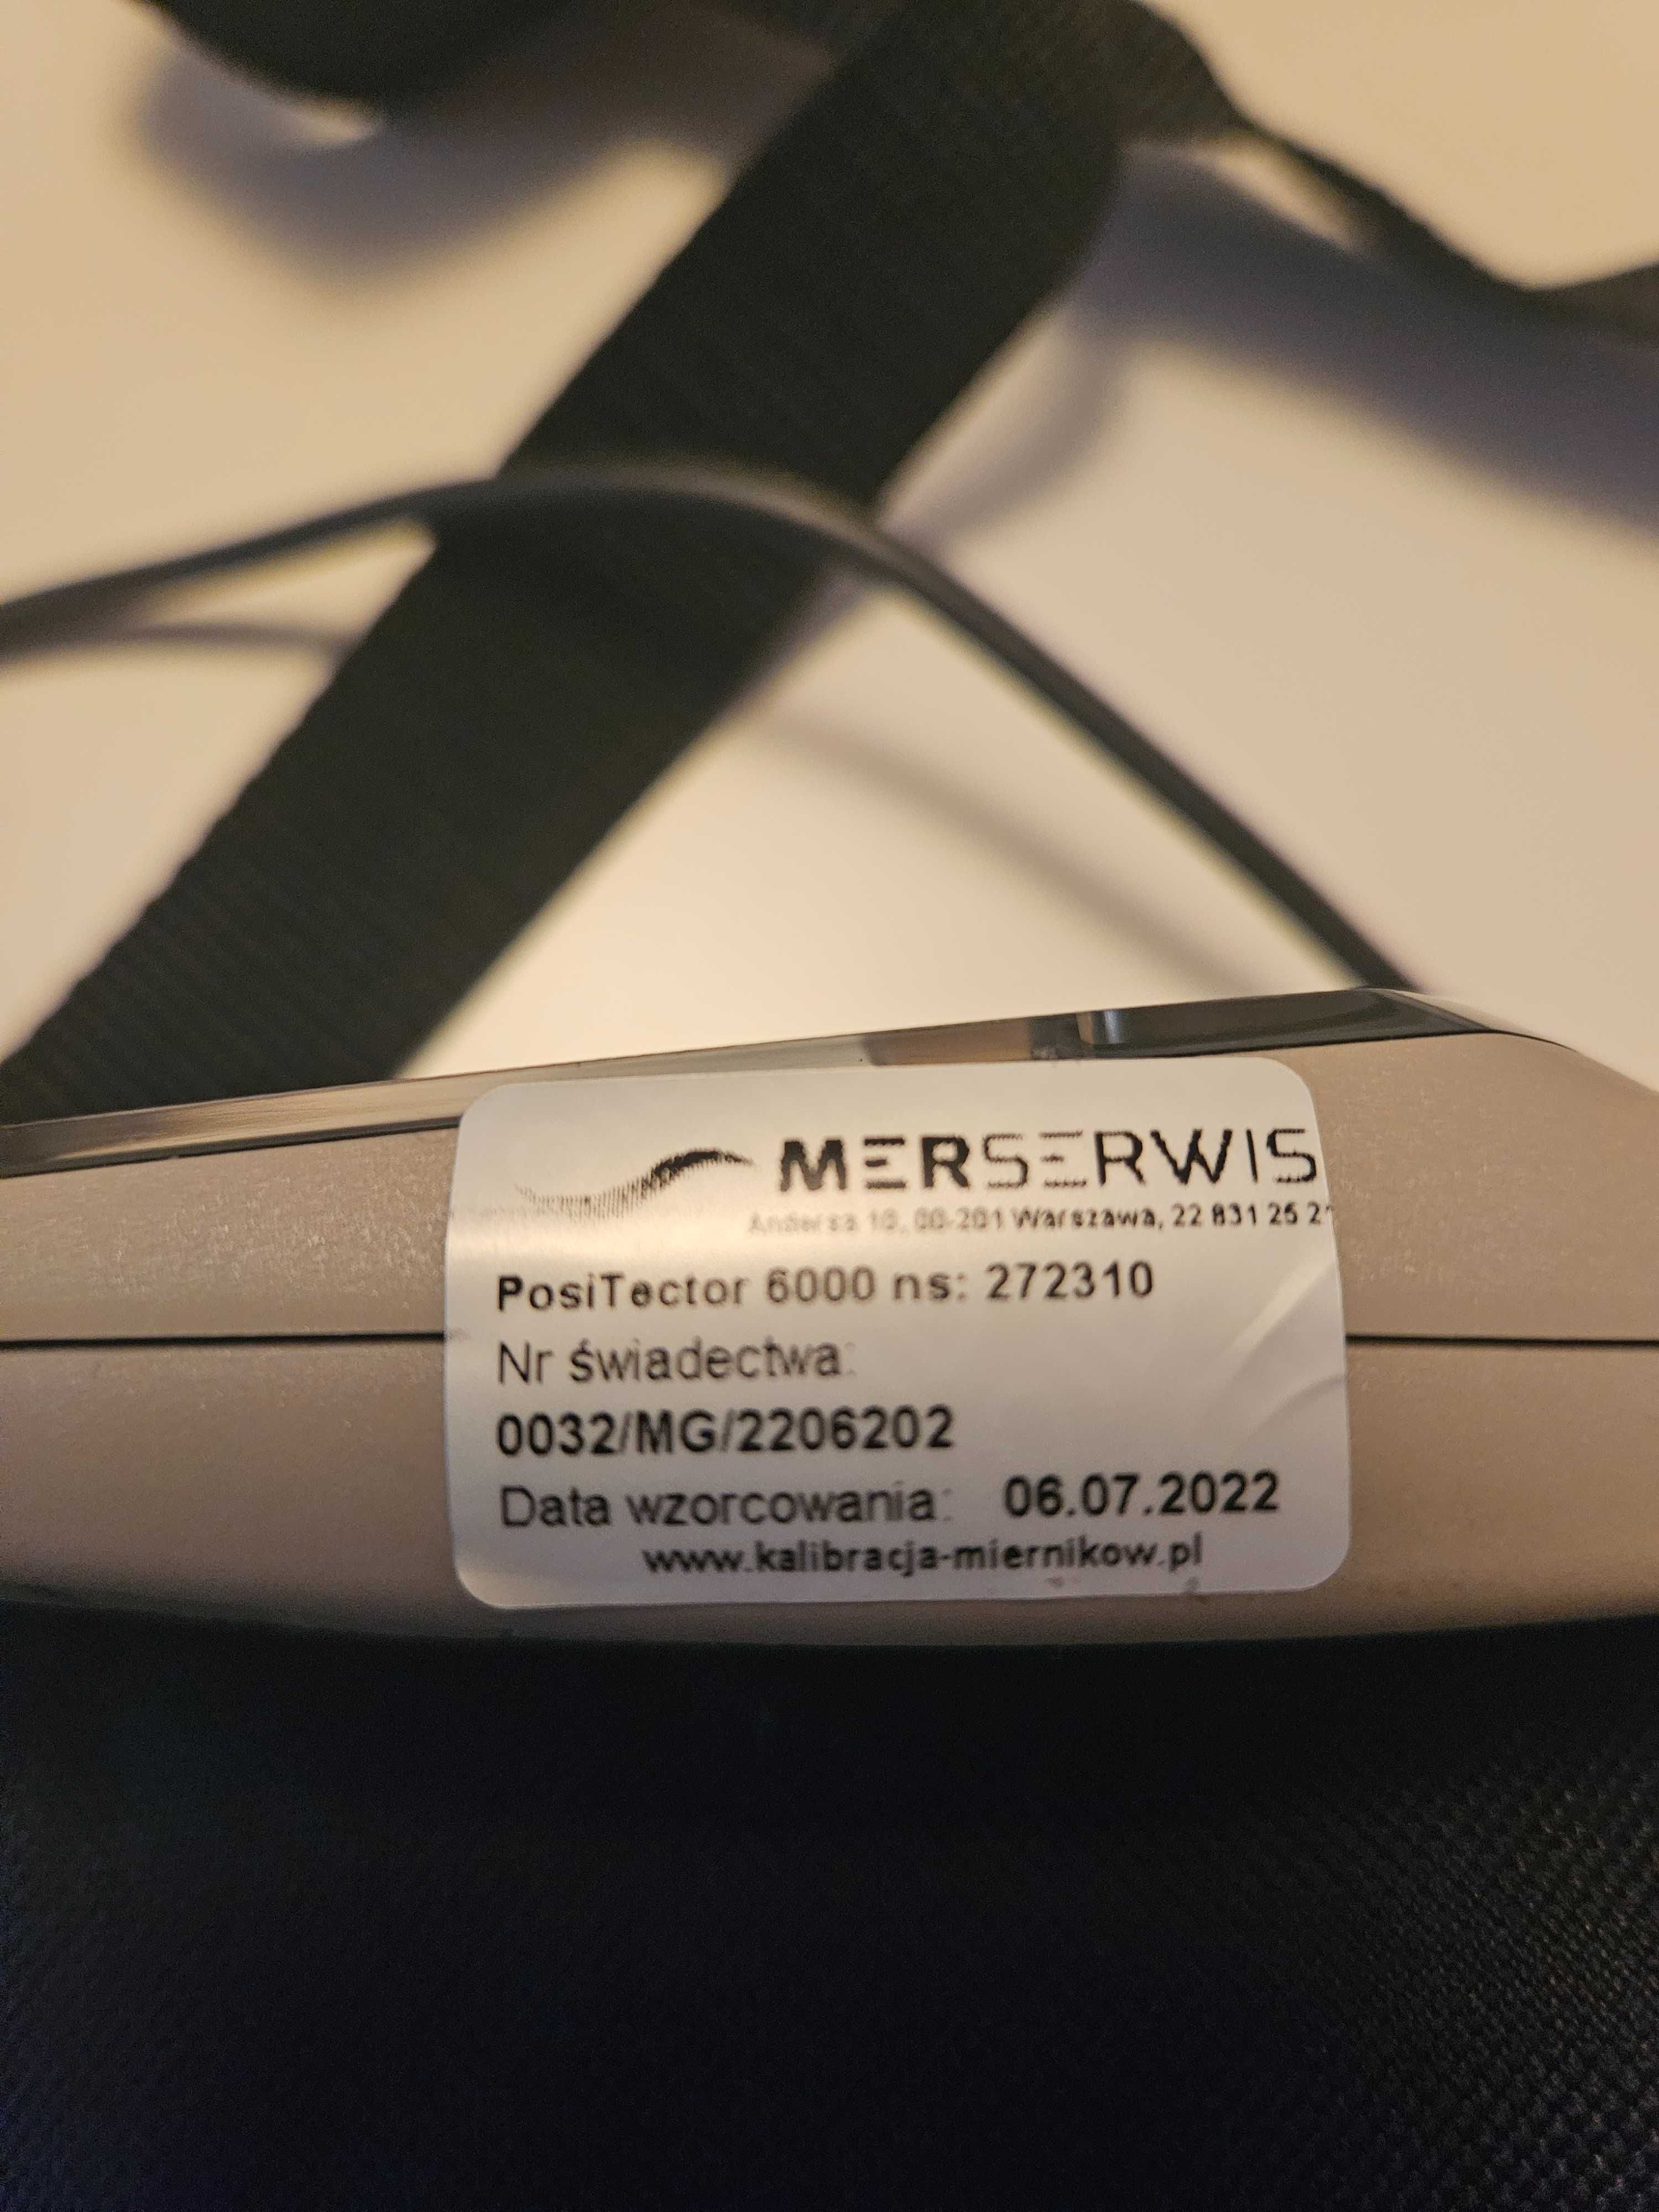 MERSERWIS
Andersa 10, 00-201 Warszawa, 22 831 25 2
PosiTector 6000 ns: 272310
Nr świadectwa:
0032/MG/2206202
Data wzorcowania: 06.07.2022
www.kalibracja-miernikow.pl